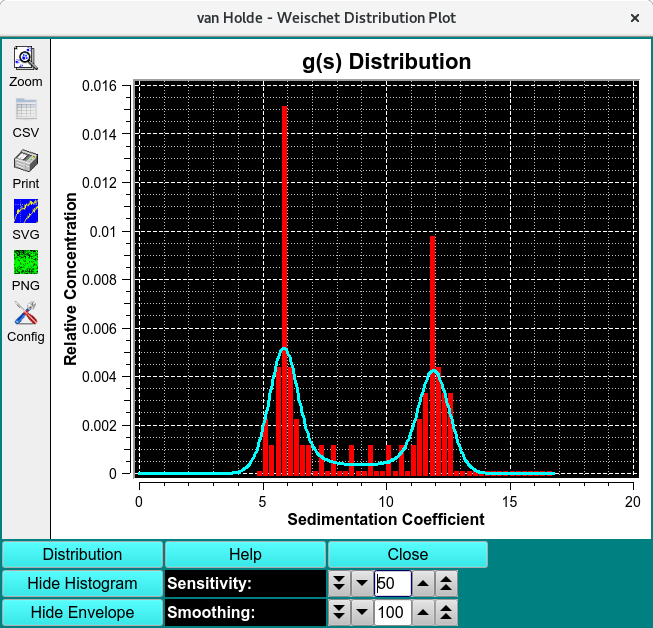 van Holde - Weischet Distribution Plot
×
Zoom
CSV
Print
SVG
PNG
Config
g(s) Distribution
Relative Concentration
0.016
0.014
0.012
0.01
0.008
0.006
0.004
0.002
0
0 5 10 15 20
Sedimentation Coefficient
Distribution Help Close
Hide Histogram Sensitivity: 50
Hide Envelope Smoothing: 100